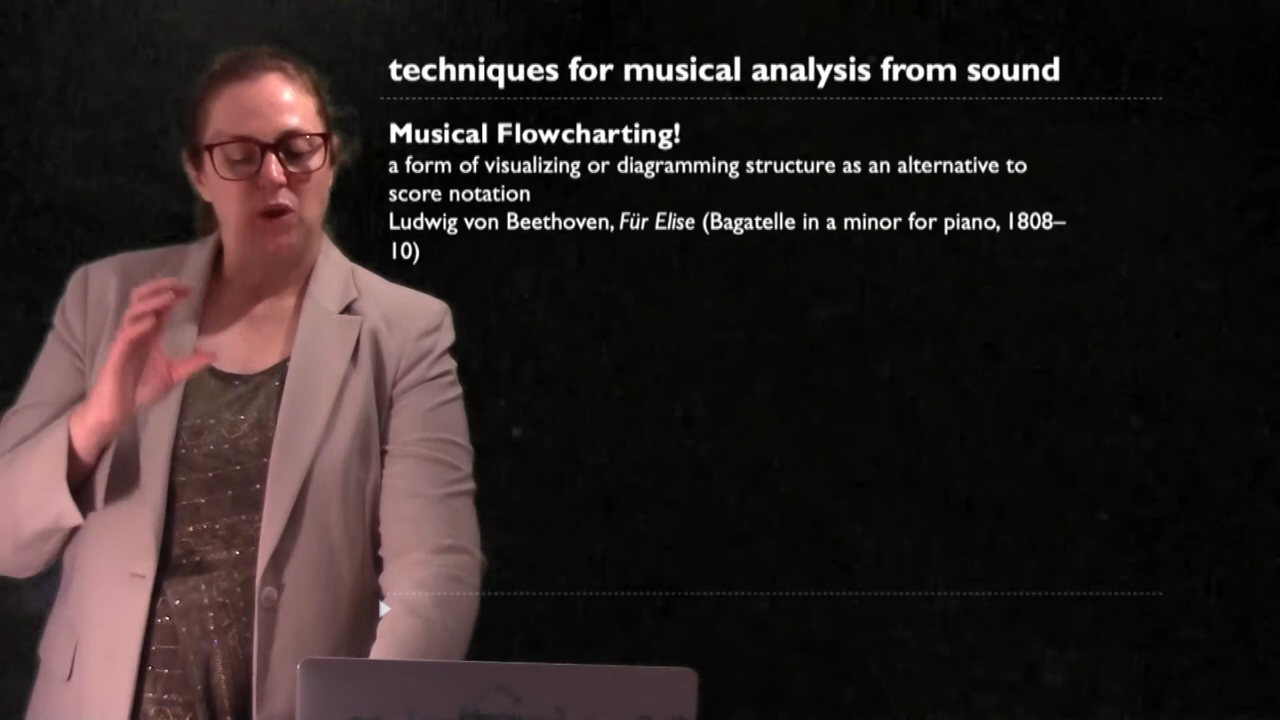 techniques for musical analysis from sound
Musical Flowcharting!
a form of visualizing or diagramming structure as an alternative to
score notation
Ludwig von Beethoven, Für Elise (Bagatelle in a minor for piano, 1808–
10)